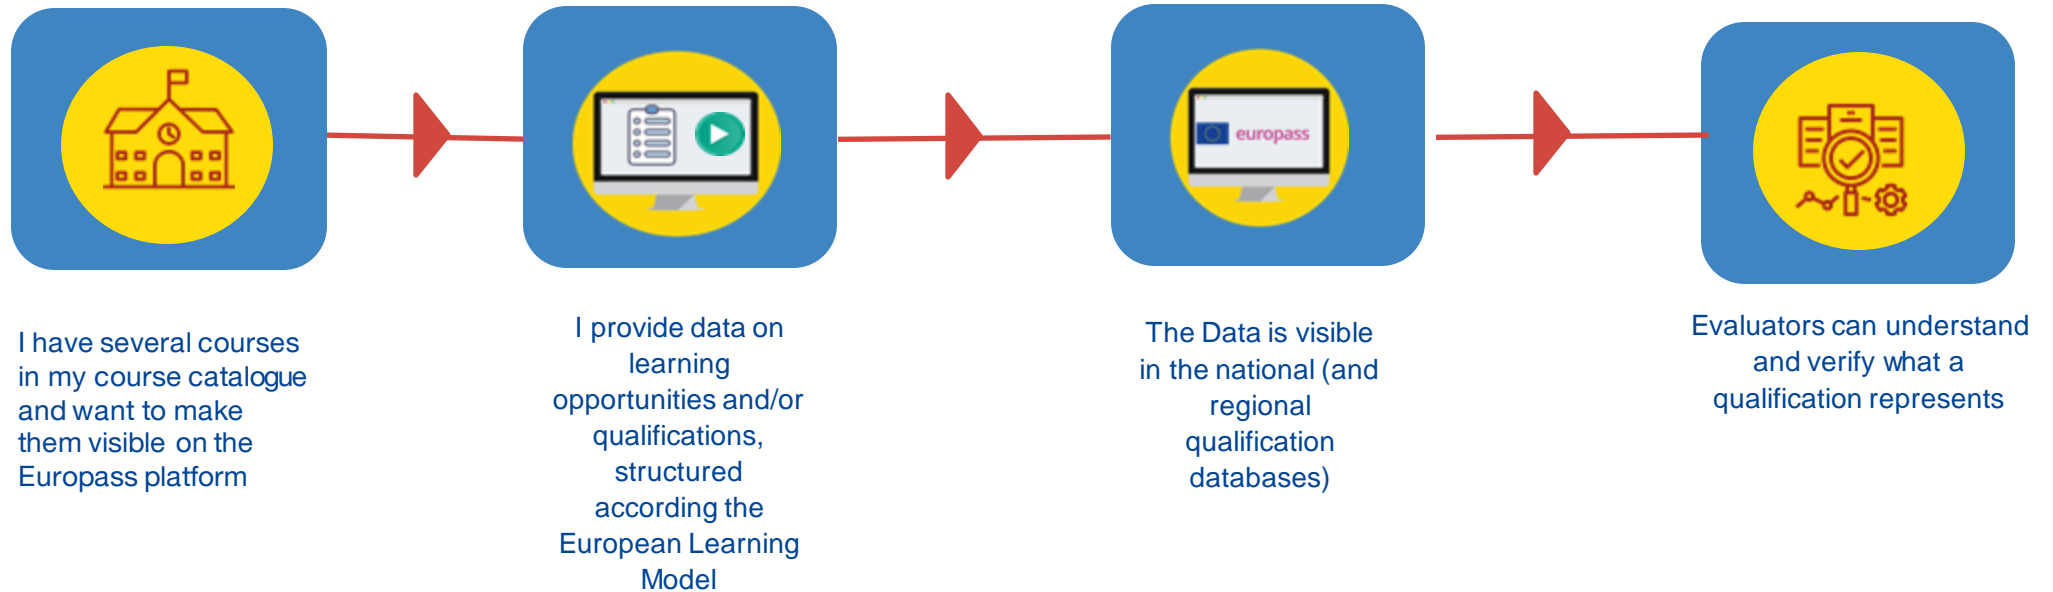 europass
I have several courses
in my course catalogue
and want to make
them visible on the
Europass platform
I provide data on
learning
opportunities and/or
qualifications,
structured
according the
European Learning
Model
The Data is visible
in the national (and
regional
qualification
databases)
Evaluators can understand
and verify what a
qualification represents